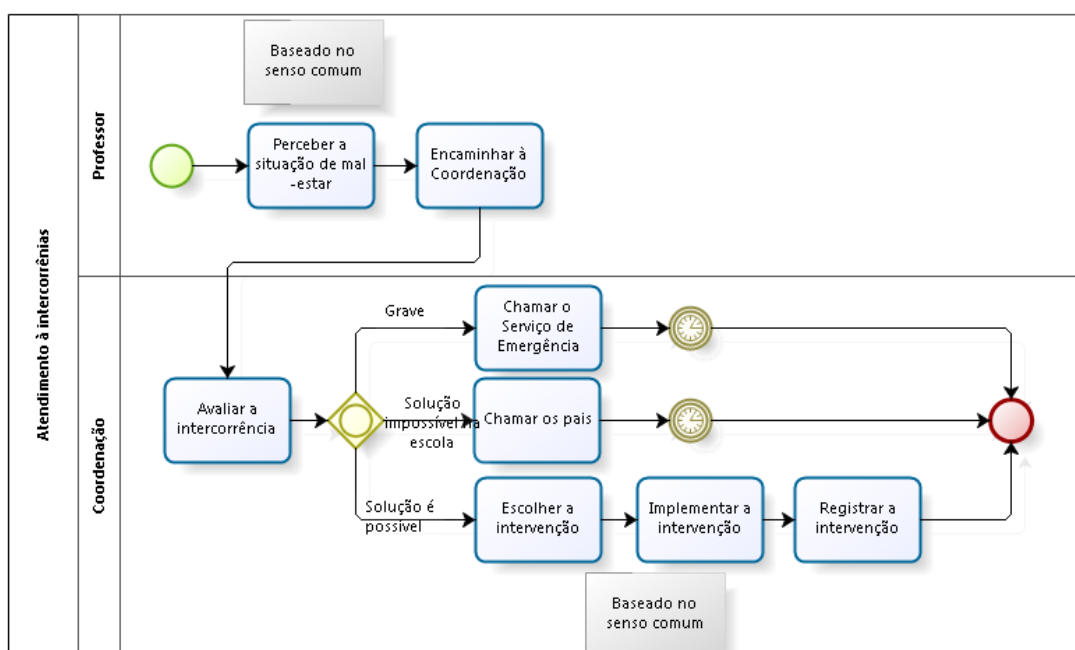 Atendimento à intercorrênias
Professor
Baseado no
senso comum
Perceber a
situação de mal
-estar
Encaminhar à
Coordenação
Coordenação
Avaliar a
intercorrência
Grave
Chamar o
Serviço de
Emergência
Solução
impossível na
escola
Chamar os pais
Solução é
possível
Escolher a
intervenção
Implementar a
intervenção
Registrar a
intervenção
Baseado no
senso comum